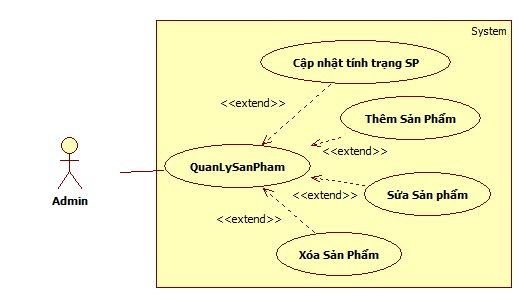 System
Cập nhật tính trạng SP
<<extend>>
Thêm Sản Phẩm
<<extend>>
QuanLySanPham
Admin
<<extend>>
Sửa Sản phẩm
<<extend>>
Xóa Sản Phẩm